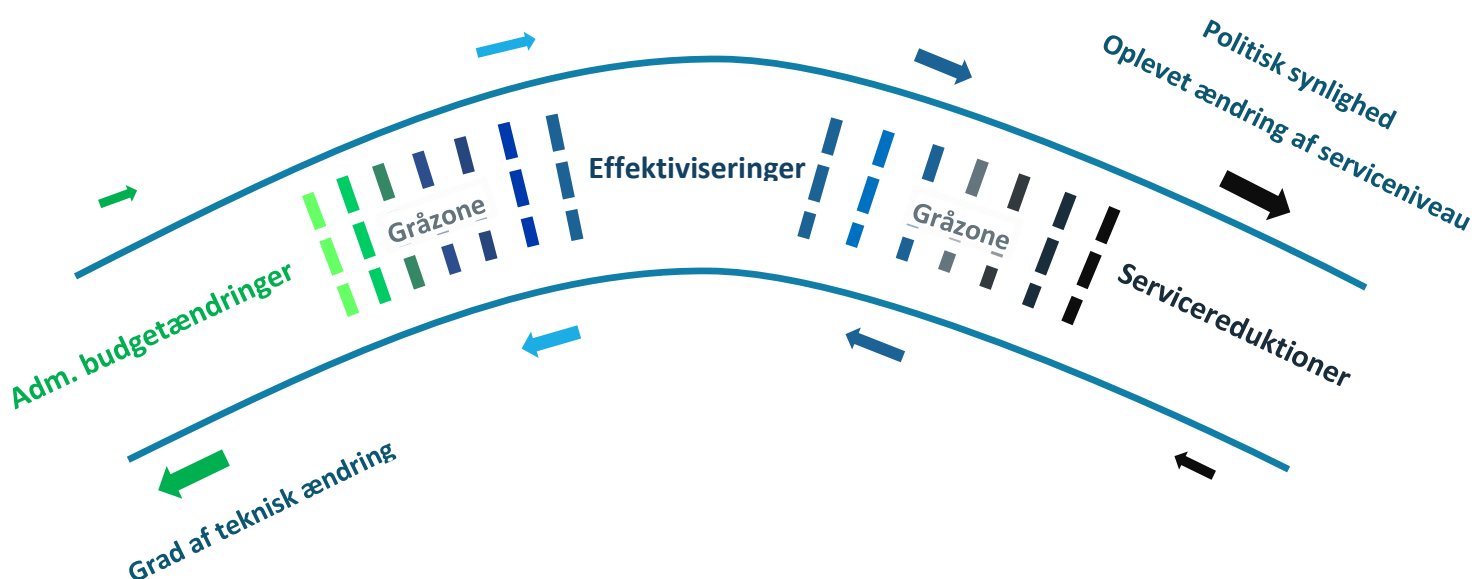 Politisk synlighed
Oplevet ændring af serviceniveau
Effektiviseringer
Gråzone
Gråzone
Adm. budgetændringer
Servicereduktioner
Grad af teknisk ændring